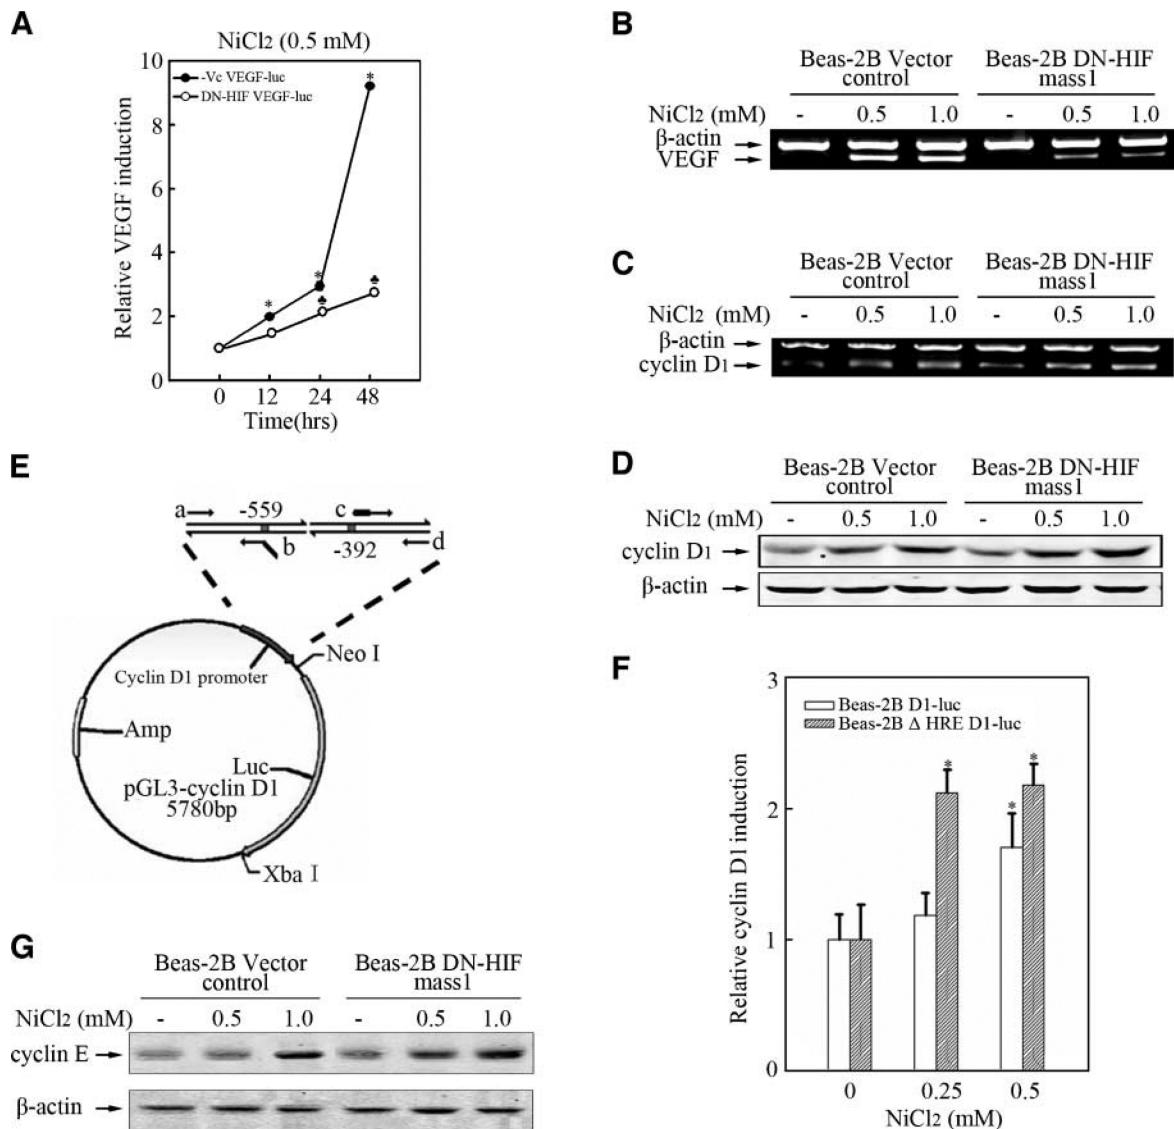 A
NiCl2 (0.5 mM)
-Vc VEGF-luc
DN-HIF VEGF-luc
Relative VEGF induction
10
8
6
4
2
0
*
*
*
♣
♣
0 12 24 48
Time(hrs)
B
Beas-2B Vector control
Beas-2B DN-HIF mass1
NiCl2 (mM) - 0.5 1.0 - 0.5 1.0
β-actin
VEGF
C
Beas-2B Vector control
Beas-2B DN-HIF mass1
NiCl2 (mM) - 0.5 1.0 - 0.5 1.0
β-actin
cyclin D1
D
Beas-2B Vector control
Beas-2B DN-HIF mass1
NiCl2 (mM) - 0.5 1.0 - 0.5 1.0
cyclin D1
β-actin
E
a -559 c
b -392 d
Neo I
Cyclin D1 promoter
Amp
Luc
pGL3-cyclin D1
5780bp
Xba I
F
Beas-2B D1-luc
Beas-2B Δ HRE D1-luc
Relative cyclin D1 induction
3
2
1
0
* * *
0 0.25 0.5
NiCl2 (mM)
G
Beas-2B Vector control
Beas-2B DN-HIF mass1
NiCl2 (mM) - 0.5 1.0 - 0.5 1.0
cyclin E
β-actin